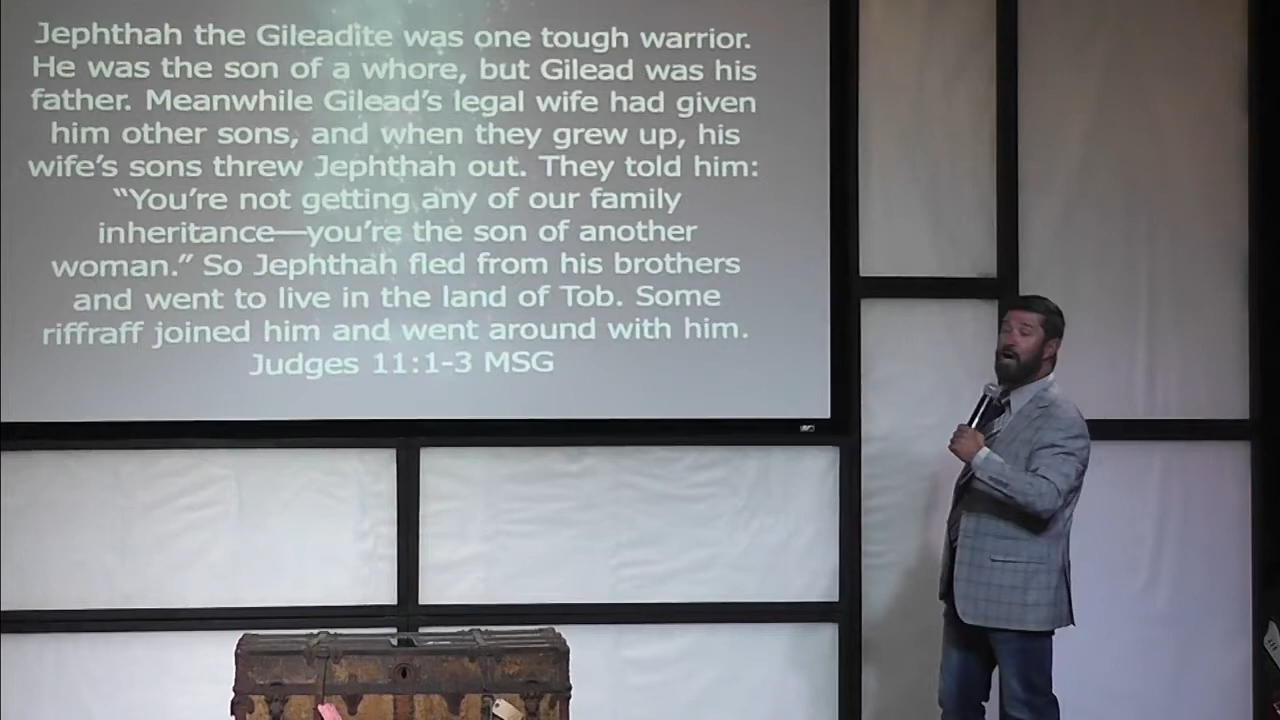 Jephthah the Gileadite was one tough warrior.
He was the son of a whore, but Gilead was his
father. Meanwhile Gilead’s legal wife had given
him other sons, and when they grew up, his
wife’s sons threw Jephthah out. They told him:
“You’re not getting any of our family
inheritance—you’re the son of another
woman.” So Jephthah fled from his brothers
and went to live in the land of Tob. Some
riffraff joined him and went around with him.
Judges 11:1-3 MSG